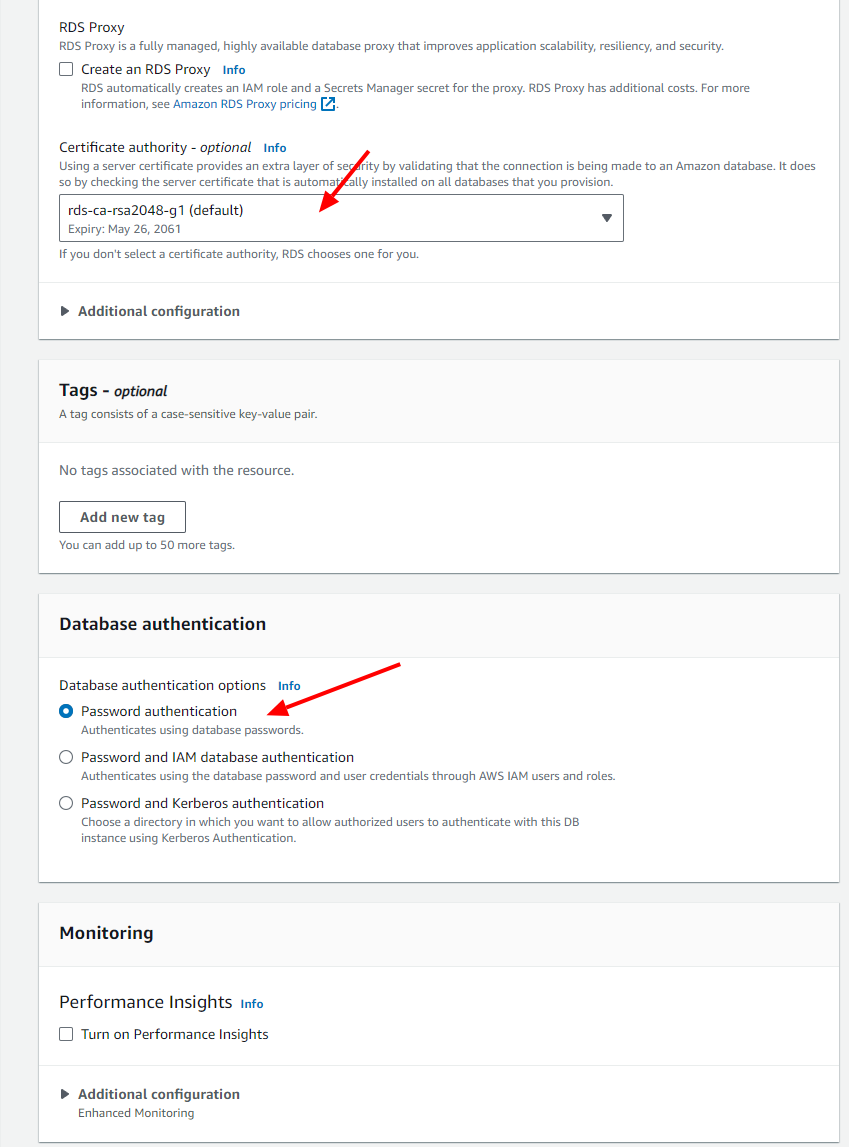 RDS Proxy
RDS Proxy is a fully managed, highly available database proxy that improves application scalability, resiliency, and security.
Create an RDS Proxy Info
RDS automatically creates an IAM role and a Secrets Manager secret for the proxy. RDS Proxy has additional costs. For more
information, see Amazon RDS Proxy pricing.
Certificate authority - optional Info
Using a server certificate provides an extra layer of security by validating that the connection is being made to an Amazon database. It does
so by checking the server certificate that is automatically installed on all databases that you provision.
rds-ca-rsa2048-g1 (default)
Expiry: May 26, 2061
If you don't select a certificate authority, RDS chooses one for you.
Additional configuration
Tags - optional
A tag consists of a case-sensitive key-value pair.
No tags associated with the resource.
Add new tag
You can add up to 50 more tags.
Database authentication
Database authentication options Info
Password authentication
Authenticates using database passwords.
Password and IAM database authentication
Authenticates using the database password and user credentials through AWS IAM users and roles.
Password and Kerberos authentication
Choose a directory in which you want to allow authorized users to authenticate with this DB
instance using Kerberos Authentication.
Monitoring
Performance Insights Info
Turn on Performance Insights
Additional configuration
Enhanced Monitoring